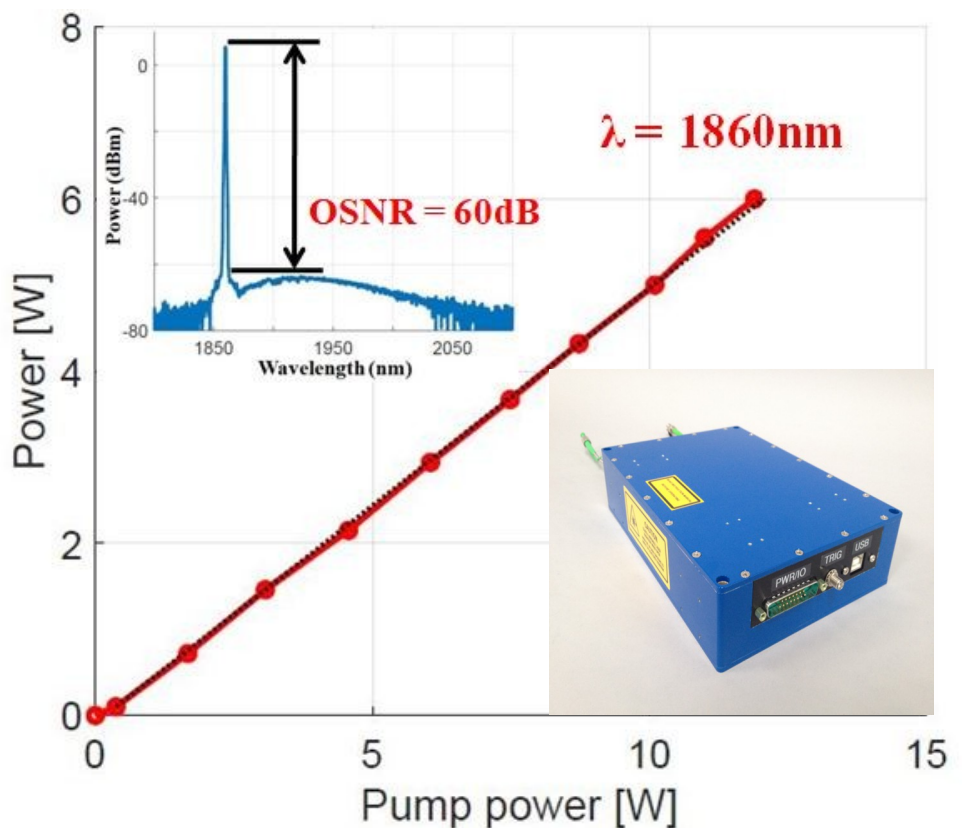 8
6
4
2
0
Power [W]
0
5
10
15
Pump power [W]
λ = 1860nm
0
-40
-80
Power (dBm)
OSNR = 60dB
1850
1950
2050
Wavelength (nm)
PWR/IO
TRIG
USB